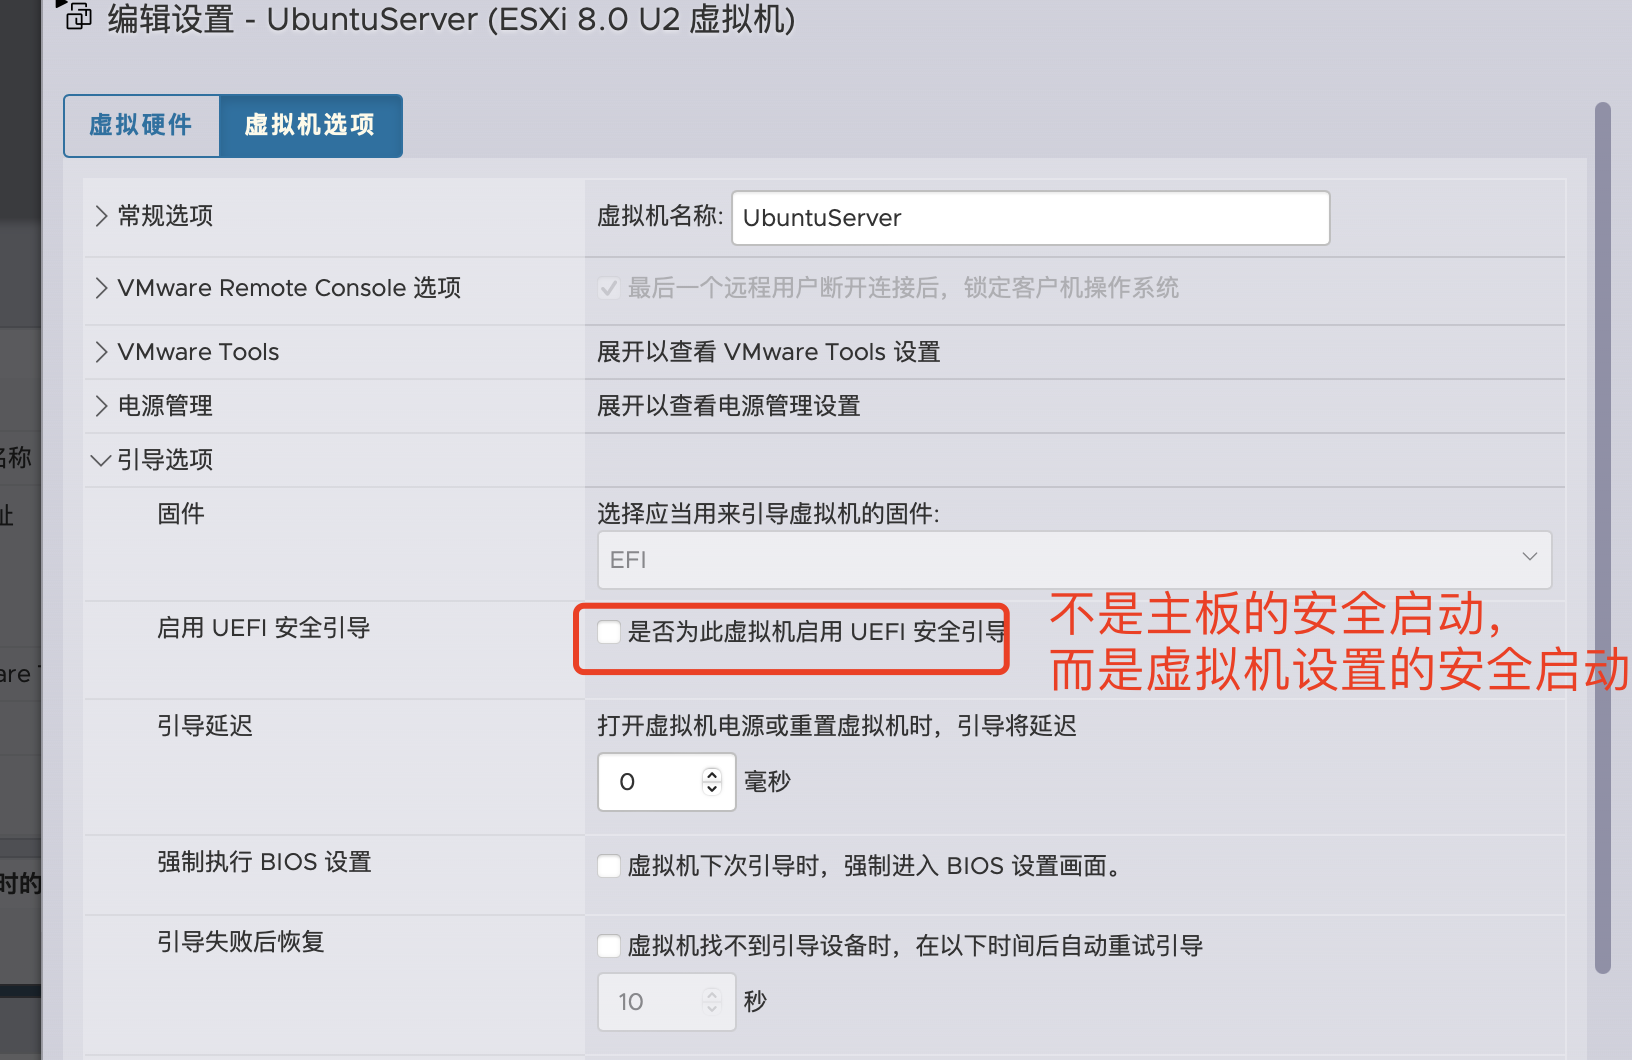 编辑设置 - UbuntuServer (ESXi 8.0 U2 虚拟机)
虚拟硬件
虚拟机选项
常规选项
虚拟机名称:
UbuntuServer
VMware Remote Console 选项
最后一个远程用户断开连接后，锁定客户机操作系统
VMware Tools
展开以查看 VMware Tools 设置
电源管理
展开以查看电源管理设置
名称
引导选项
址
固件
选择应当用来引导虚拟机的固件:
EFI
启用 UEFI 安全引导
是否为此虚拟机启用 UEFI 安全引导
不是主板的安全启动，
而是虚拟机设置的安全启动
are
引导延迟
打开虚拟机电源或重置虚拟机时，引导将延迟
0
毫秒
强制执行 BIOS 设置
虚拟机下次引导时，强制进入 BIOS 设置画面。
时的
引导失败后恢复
虚拟机找不到引导设备时，在以下时间后自动重试引导
10
秒